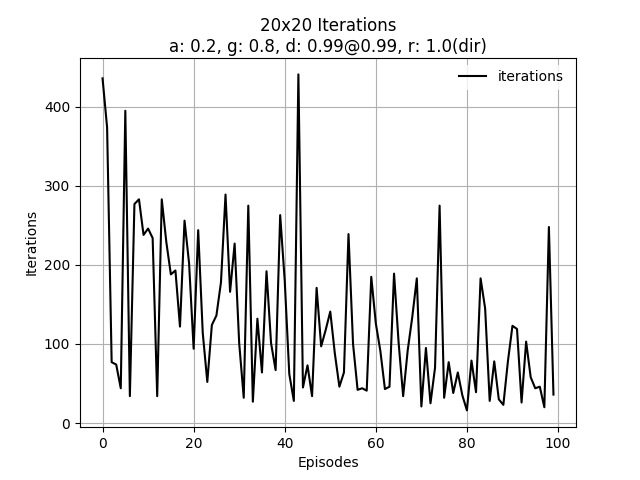 20x20 Iterations
a: 0.2, g: 0.8, d: 0.99@0.99, r: 1.0(dir)
iterations
400
300
200
100
0
Iterations
0 20 40 60 80 100
Episodes